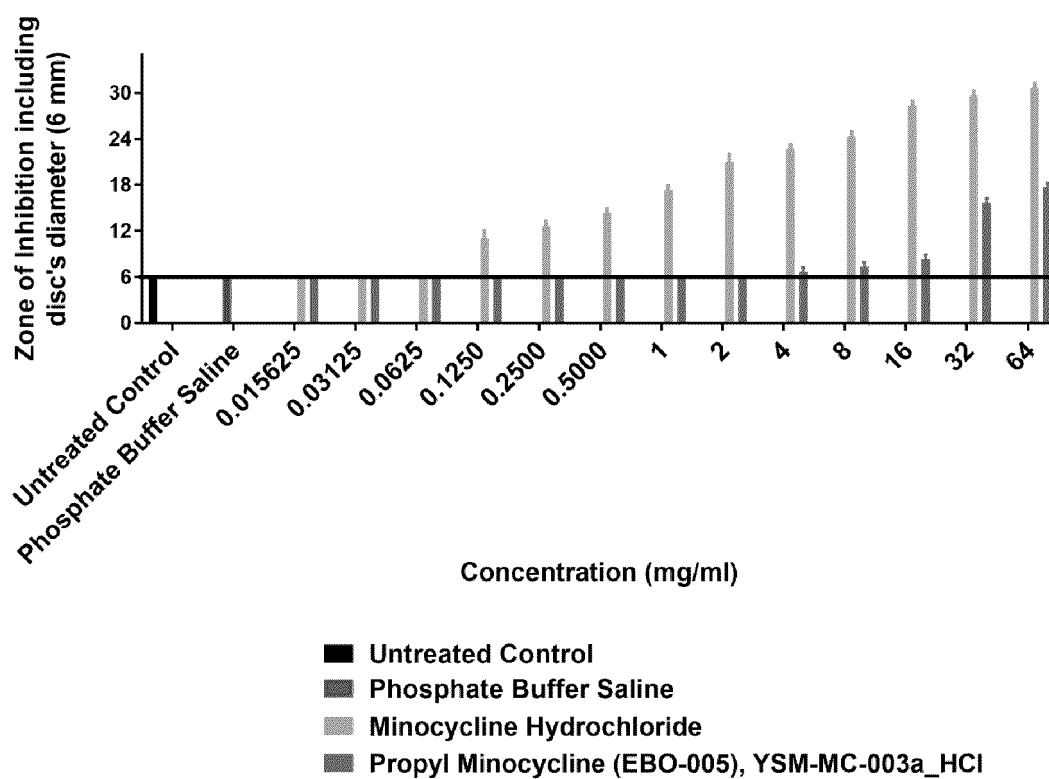 Zone of Inhibition including
disc's diameter (6 mm)
30
24
18
12
6
0
Untreated Control
Phosphate Buffer Saline
0.015625
0.03125
0.0625
0.1250
0.2500
0.5000
1
2
4
8
16
32
64
Concentration (mg/ml)
Untreated Control
Phosphate Buffer Saline
Minocycline Hydrochloride
Propyl Minocycline (EBO-005), YSM-MC-003a_HCl